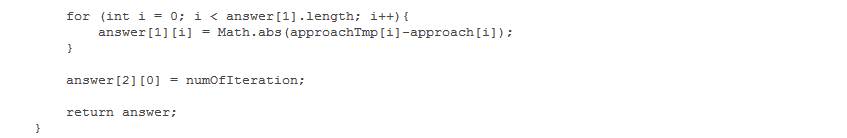 for (int i = 0; i < answer[1].length; i++){
answer[1][i] = Math.abs(approachTmp[i]-approach[i]);
}
answer[2][0] = numOfIteration;
return answer;
}